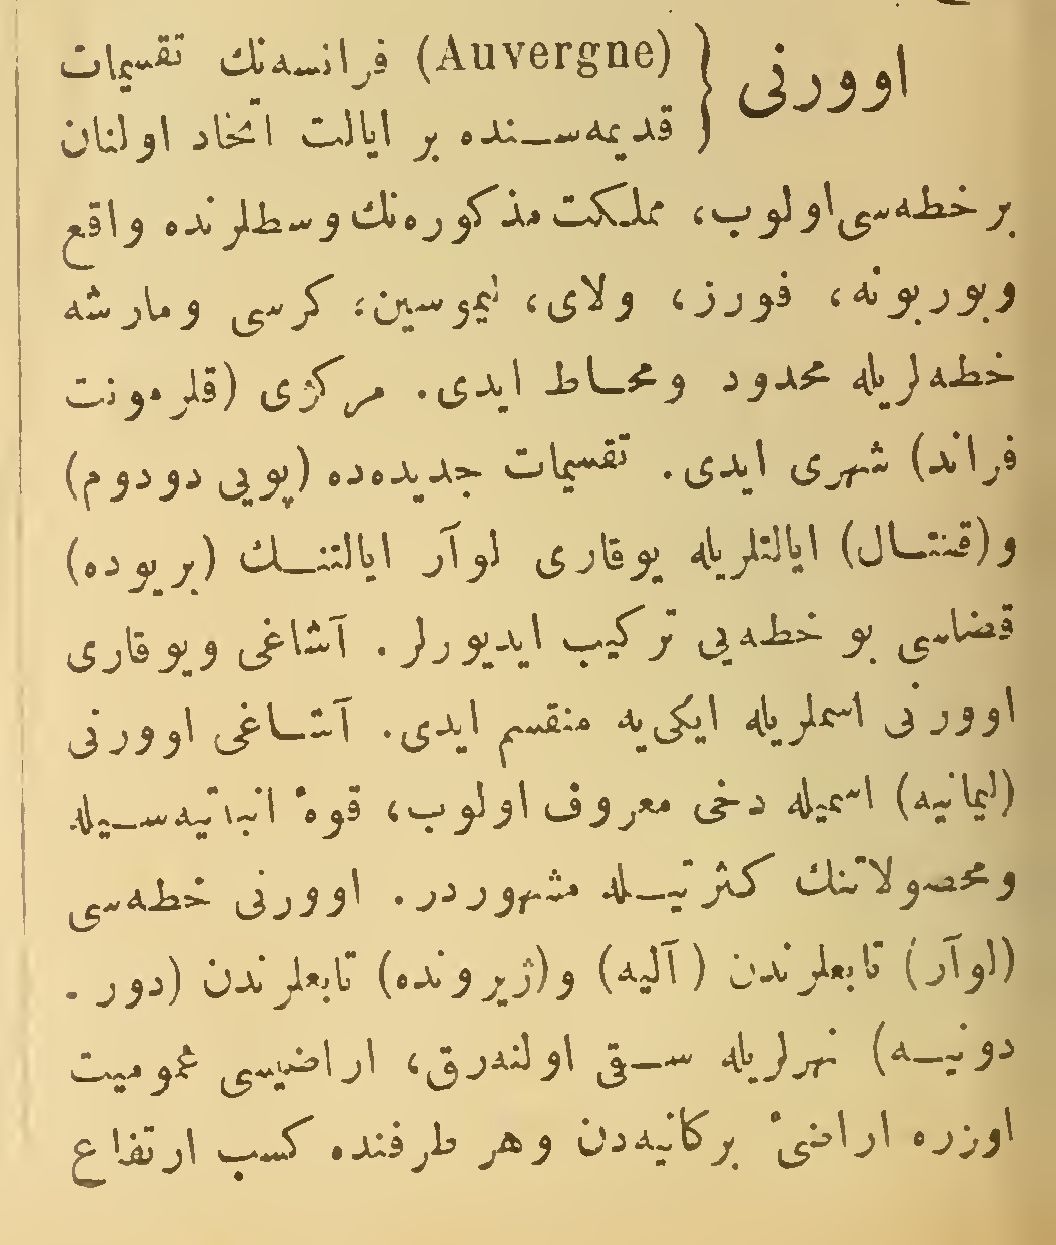 اوورنی } (Auvergne) فرانسه‌نك تقسیمات
قدیمه‌سنده بر ایالت اتخاد اولنان
بر خطه‌سی اولوب، مملکت مذکوره‌نك وسطلرنده واقع
وبوربونه، فورز، ولای، لیموسین، کرسی ومارشه
خطه‌لریله محدود ومحاط ایدی. مرکزی (قلرمونت
فراند) شهری ایدی. تقسیمات جدیده‌ده (پویی دودوم)
و(قنتال) ایالتلریله یوقاری لوآر ایالتنك (بریوده)
قضاسی بو خطه‌یی ترکیب ایدیورلر. آشاغی ویوقاری
اوورنی اسملریله ایکی‌یه منقسم ایدی. آشاغی اوورنی
(لیمانیه) اسمیله دخی معروف اولوب، قوهٔ انباتیه‌سیله
ومحصولاتنك کثرتیله مشهوردر. اوورنی خطه‌سی
(لوآر) تابعلرندن (آلیه) و(ژیرونده) تابعلرندن (دور-
دونیه) نهرلریله سقی اولنه‌رق، اراضیسی عمومیت
اوزره اراضیٔ برکانیه‌دن وهر طرفنده کسب ارتفاع